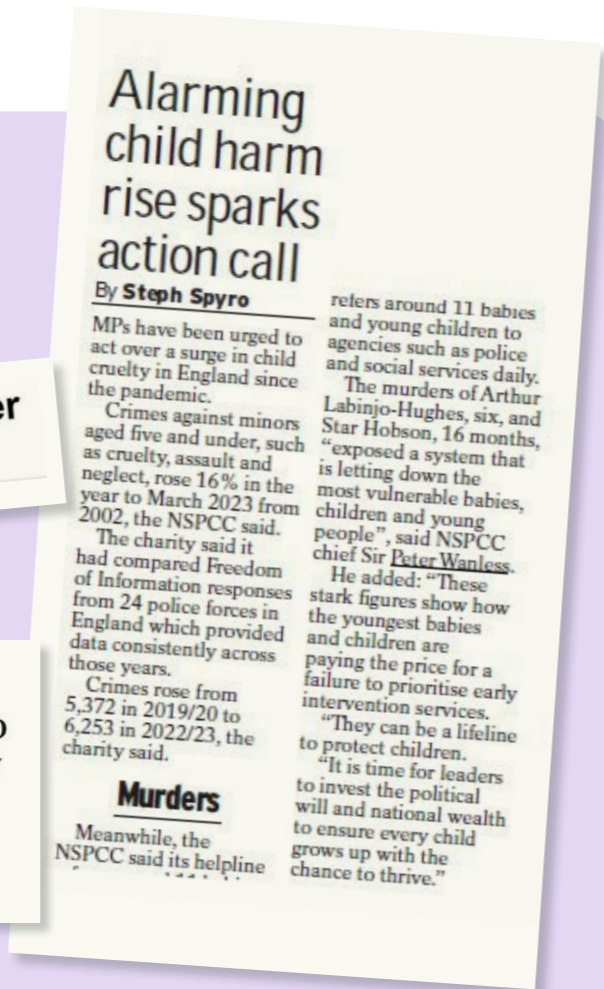 Alarming
child harm
rise sparks
action call
By Steph Spyro
MPs have been urged to
act over a surge in child
cruelty in England since
the pandemic.
Crimes against minors
aged five and under, such
as cruelty, assault and
neglect, rose 16% in the
year to March 2023 from
2002, the NSPCC said.
The charity said it
had compared Freedom
of Information responses
from 24 police forces in
England which provided
data consistently across
those years.
Crimes rose from
5,372 in 2019/20 to
6,253 in 2022/23, the
charity said.
Murders
Meanwhile, the
NSPCC said its helpline
refers around 11 babies
and young children to
agencies such as police
and social services daily.
The murders of Arthur
Labinjo-Hughes, six, and
Star Hobson, 16 months,
“exposed a system that
is letting down the
most vulnerable babies,
children and young
people”, said NSPCC
chief Sir Peter Wanless.
He added: “These
stark figures show how
the youngest babies
and children are
paying the price for a
failure to prioritise early
intervention services.
“They can be a lifeline
to protect children.
“It is time for leaders
to invest the political
will and national wealth
to ensure every child
grows up with the
chance to thrive.”
er